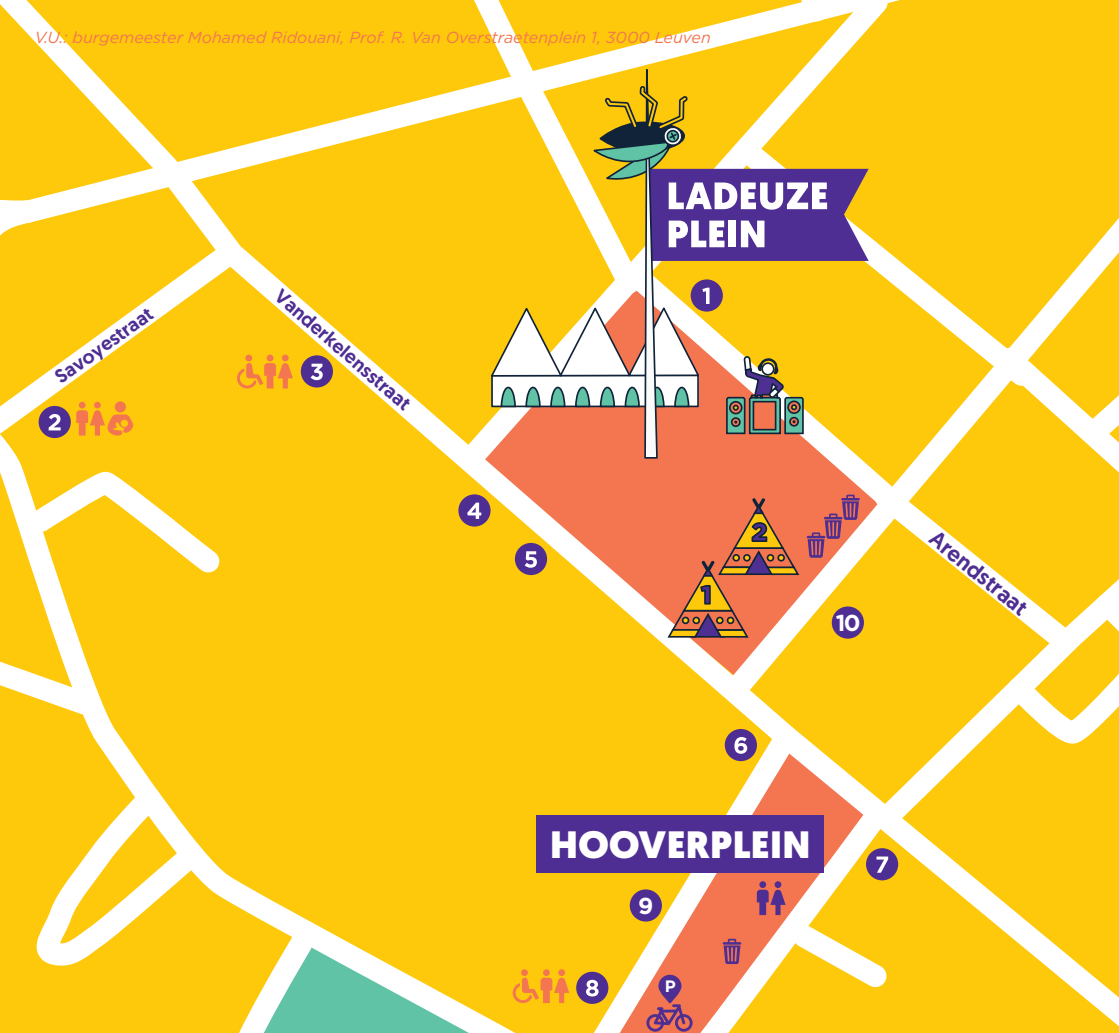 V.U.: burgemeester Mohamed Ridouani, Prof. R. Van Overstraetenplein 1, 3000 Leuven
LADEUZE
PLEIN
1
Savoyestraat
Vanderkelensstraat
3
2
4
5
2
1
Arendstraat
10
6
HOOVERPLEIN
7
9
8
P